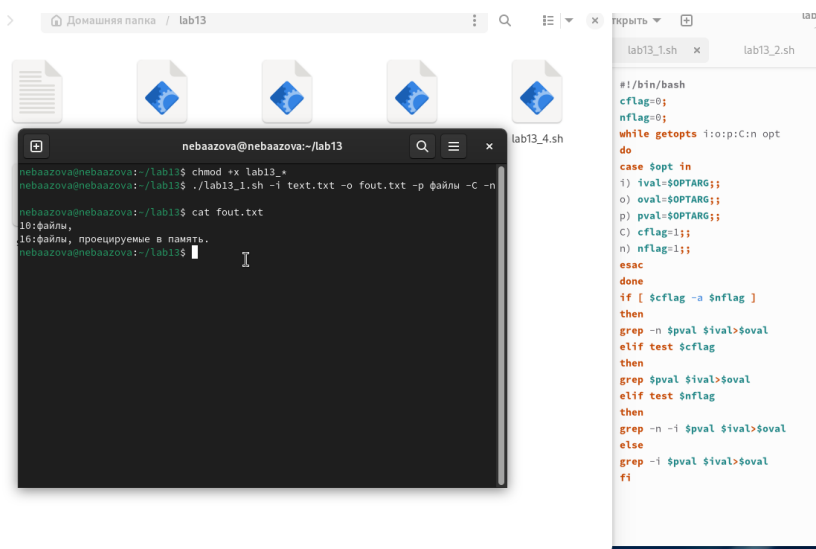 Домашняя папка / lab13
lab13_4.sh
nebaazova@nebaazova:~/lab13
nebaazova@nebaazova:~/lab13$ chmod +x lab13_*
nebaazova@nebaazova:~/lab13$ ./lab13_1.sh -i text.txt -o fout.txt -p файлы -C -n
nebaazova@nebaazova:~/lab13$ cat fout.txt
10:файлы,
16:файлы, проецируемые в память.
nebaazova@nebaazova:~/lab13$
ткрыть
lab
lab13_1.sh
lab13_2.sh
#!/bin/bash
cflag=0;
nflag=0;
while getopts i:o:p:C:n opt
do
case $opt in
i) ival=$OPTARG;;
o) oval=$OPTARG;;
p) pval=$OPTARG;;
C) cflag=1;;
n) nflag=1;;
esac
done
if [ $cflag -a $nflag ]
then
grep -n $pval $ival>$oval
elif test $cflag
then
grep $pval $ival>$oval
elif test $nflag
then
grep -n -i $pval $ival>$oval
else
grep -i $pval $ival>$oval
fi